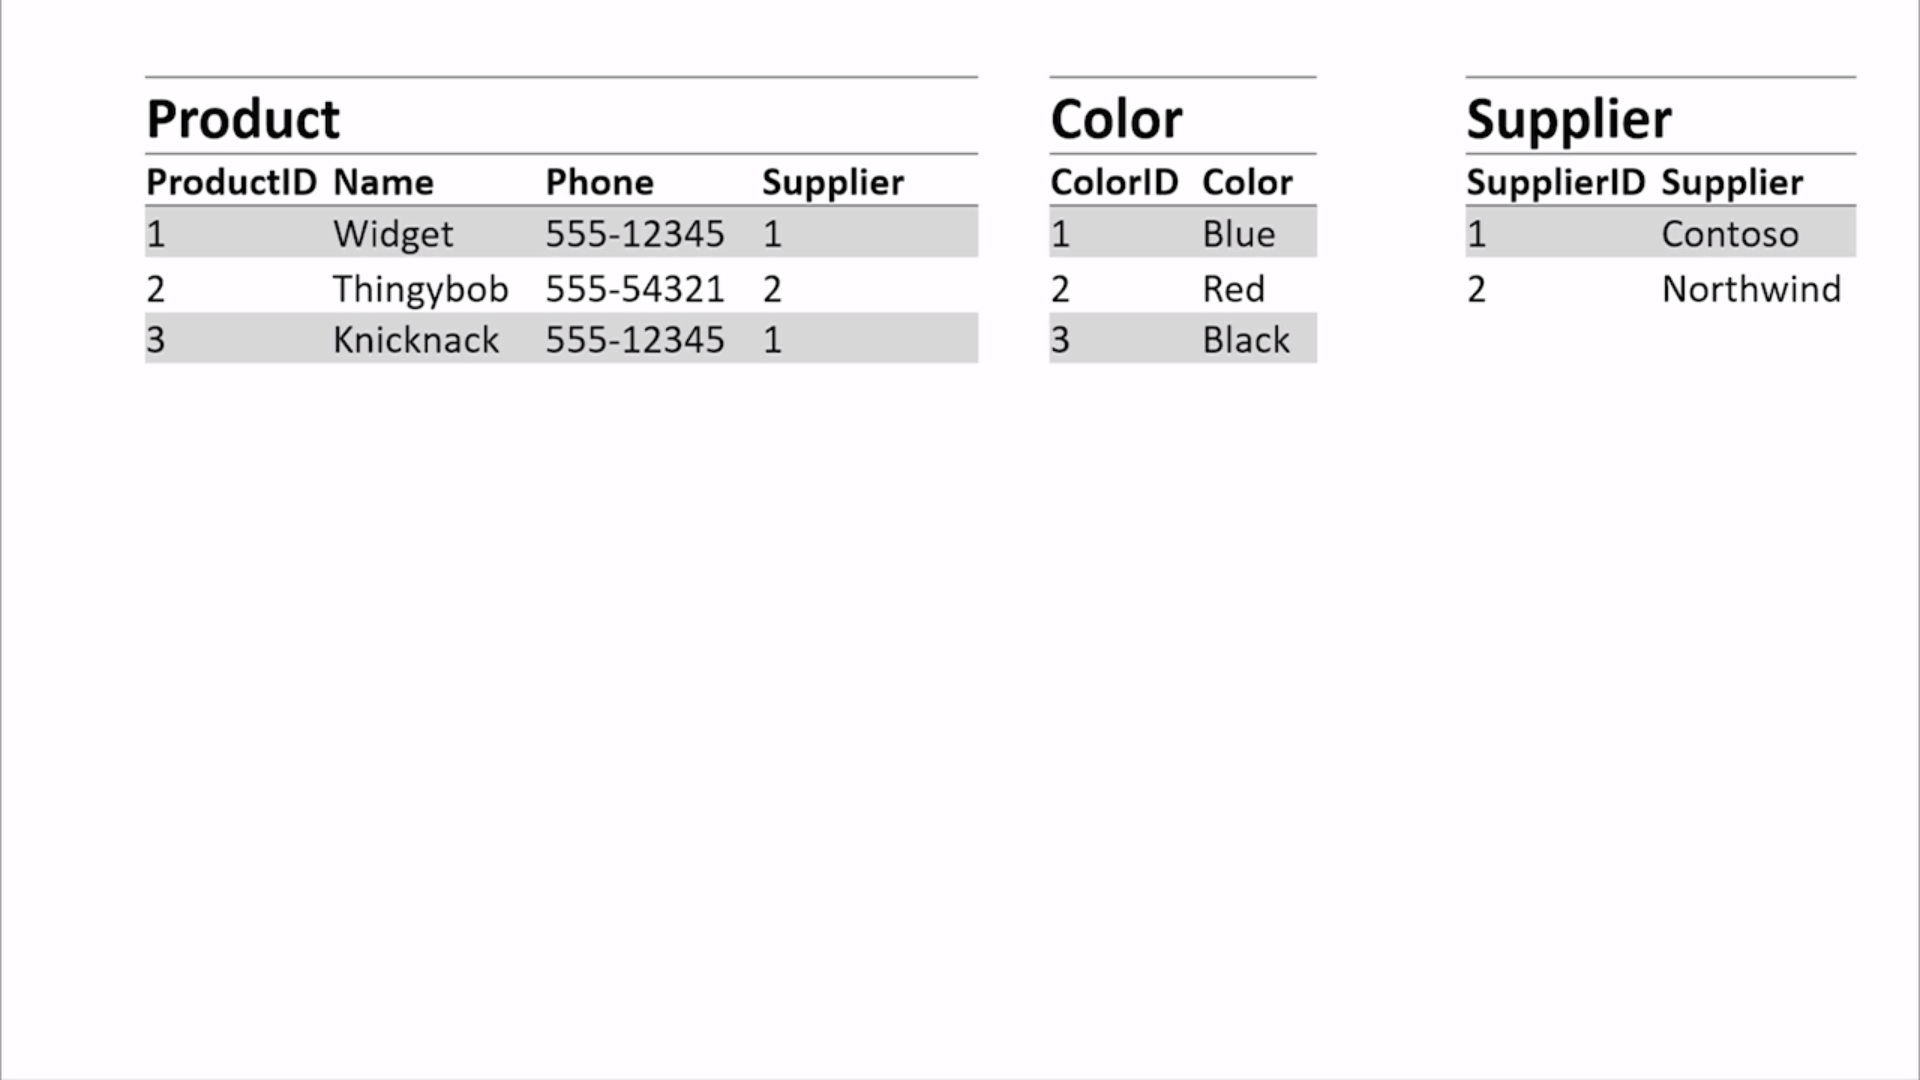 Product
ProductID Name Phone Supplier
1 Widget 555-12345 1
2 Thingybob 555-54321 2
3 Knicknack 555-12345 1
Color
ColorID Color
1 Blue
2 Red
3 Black
Supplier
SupplierID Supplier
1 Contoso
2 Northwind